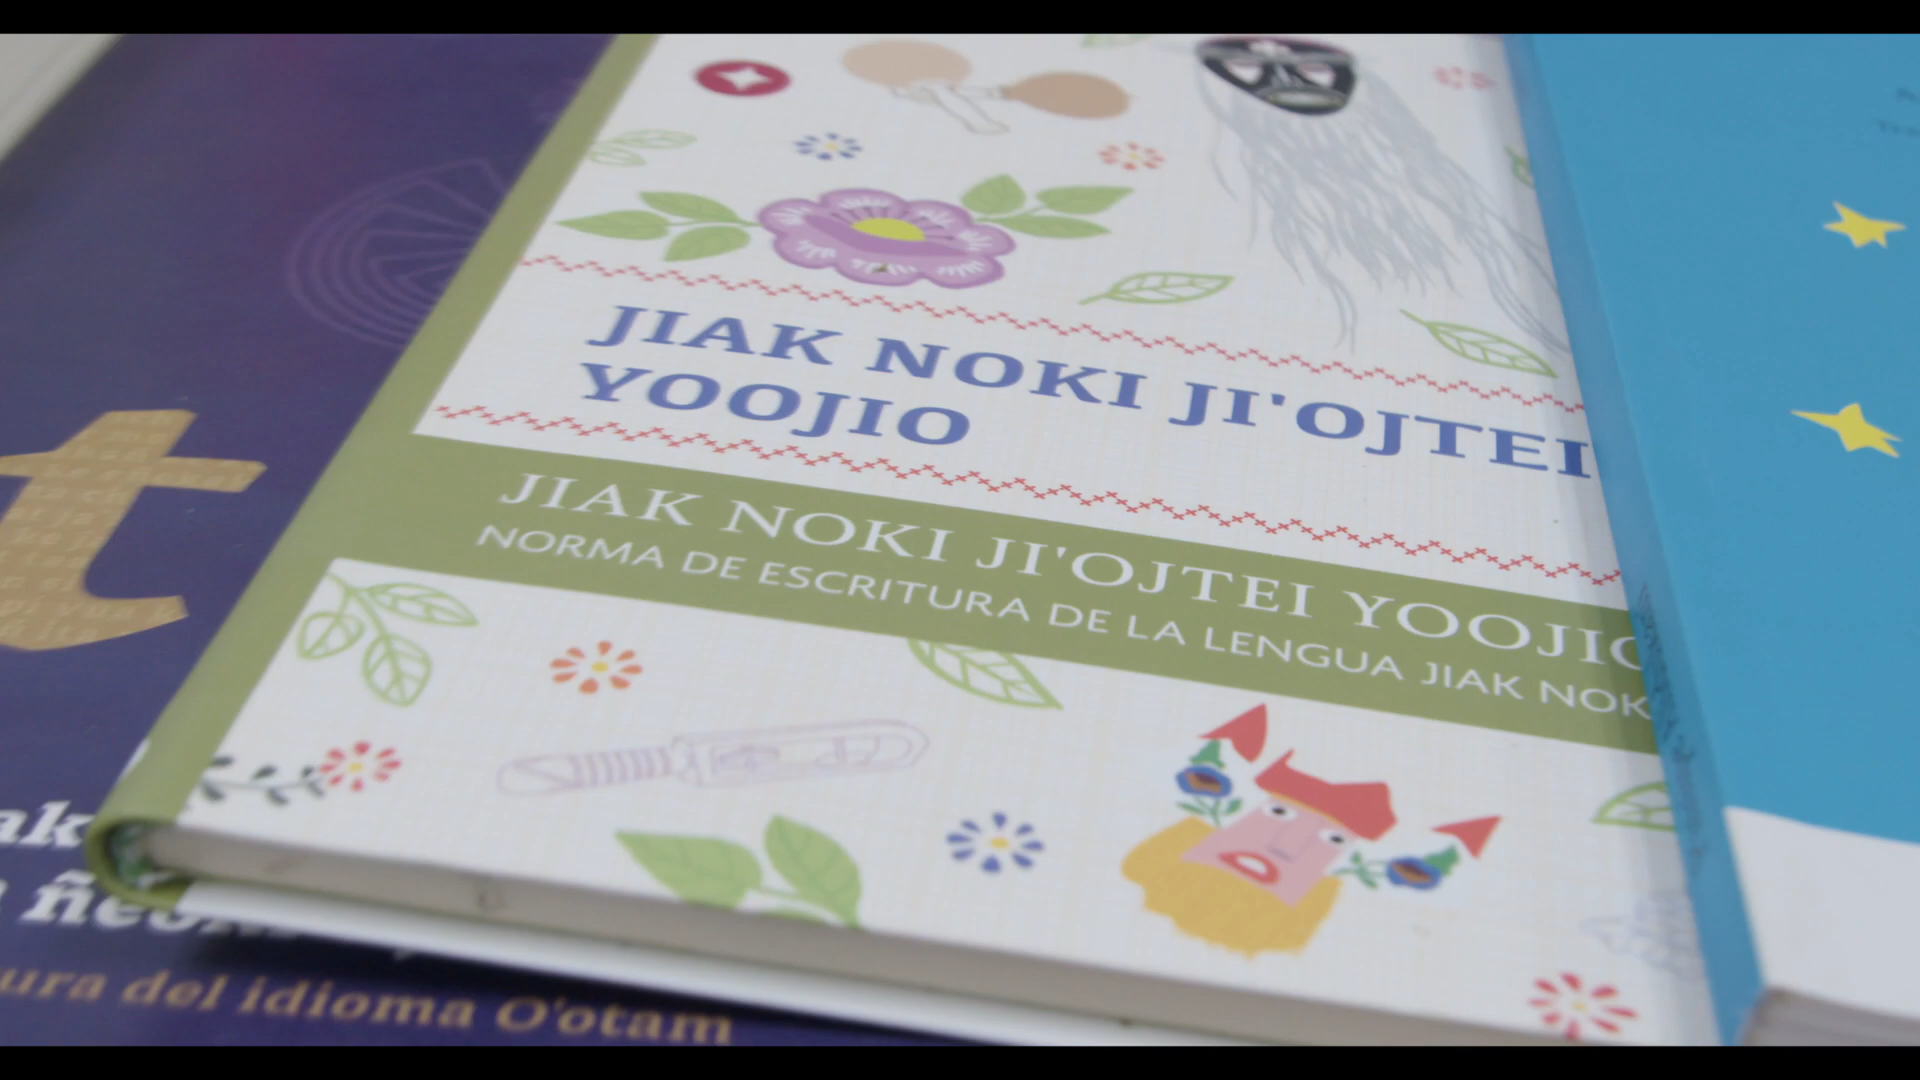 JIAK NOKI JI'OJTEI
YOOJIO
JIAK NOKI JI'OJTEI YOOJIO
NORMA DE ESCRITURA DE LA LENGUA JIAK NOK
t
ak
ura del idioma O'otam